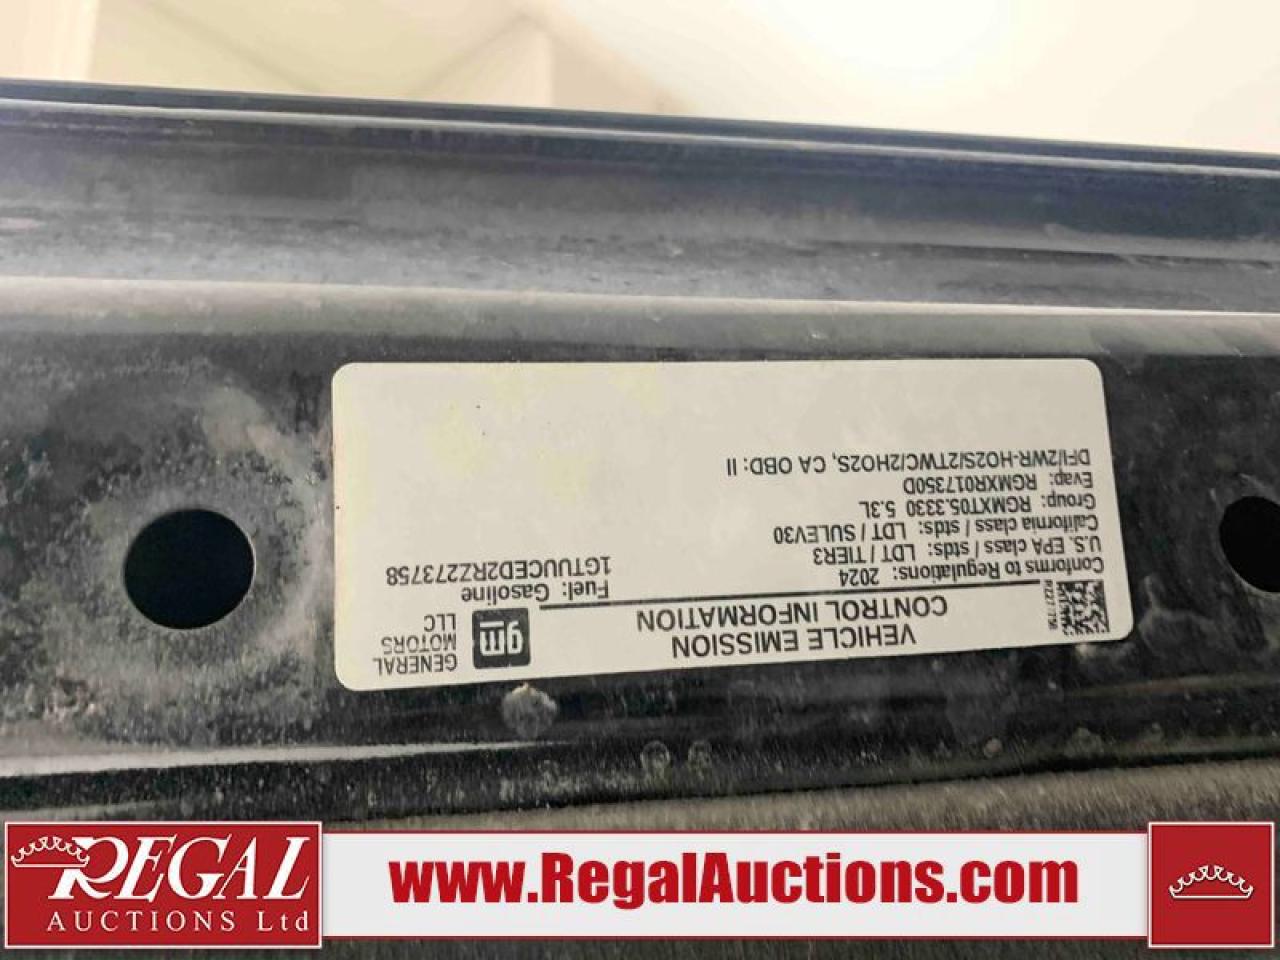 VEHICLE EMISSION
CONTROL INFORMATION
gm
GENERAL
MOTORS
LLC
Conforms to Regulations: 2024
U.S. EPA class / stds: LDT / TIER3
California class / stds: LDT / SULEV30
Group: RGMXT05.3330 5.3L
Evap: RGMXR017350D
DFI/2WR-HO2S/2TWC/2HO2S, CA OBD: II
Fuel: Gasoline
1GTUUCED2RZ273758
REGAL
AUCTIONS Ltd
www.RegalAuctions.com